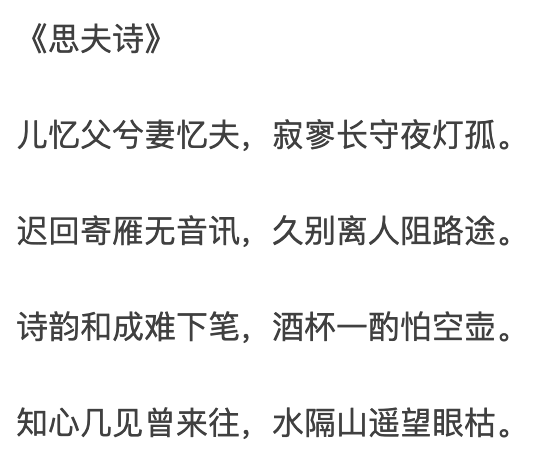 《思夫诗》
儿忆父兮妻忆夫，寂寥长守夜灯孤。
迟回寄雁无音讯，久别离人阻路途。
诗韵和成难下笔，酒杯一酌怕空壶。
知心几见曾来往，水隔山遥望眼枯。